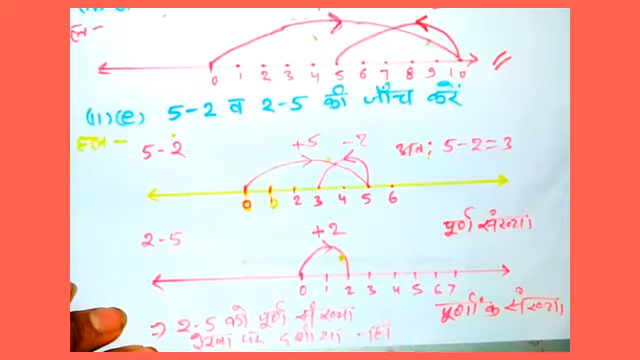 हल-
0 1 2 3 4 5 6 7 8 9 10
(11)(e) 5-2 व 2-5 की जाँच करें
हल-
5-2 +5 -2 अतः 5-2=3
0 2 3 4 5 6
2-5 +2 पूर्ण संख्या
0 1 2 3 4 5 6 7 पूर्णांक संख्या
⇒ 2-5 को पूर्ण संख्या
रेखा पर दर्शाया नहीं